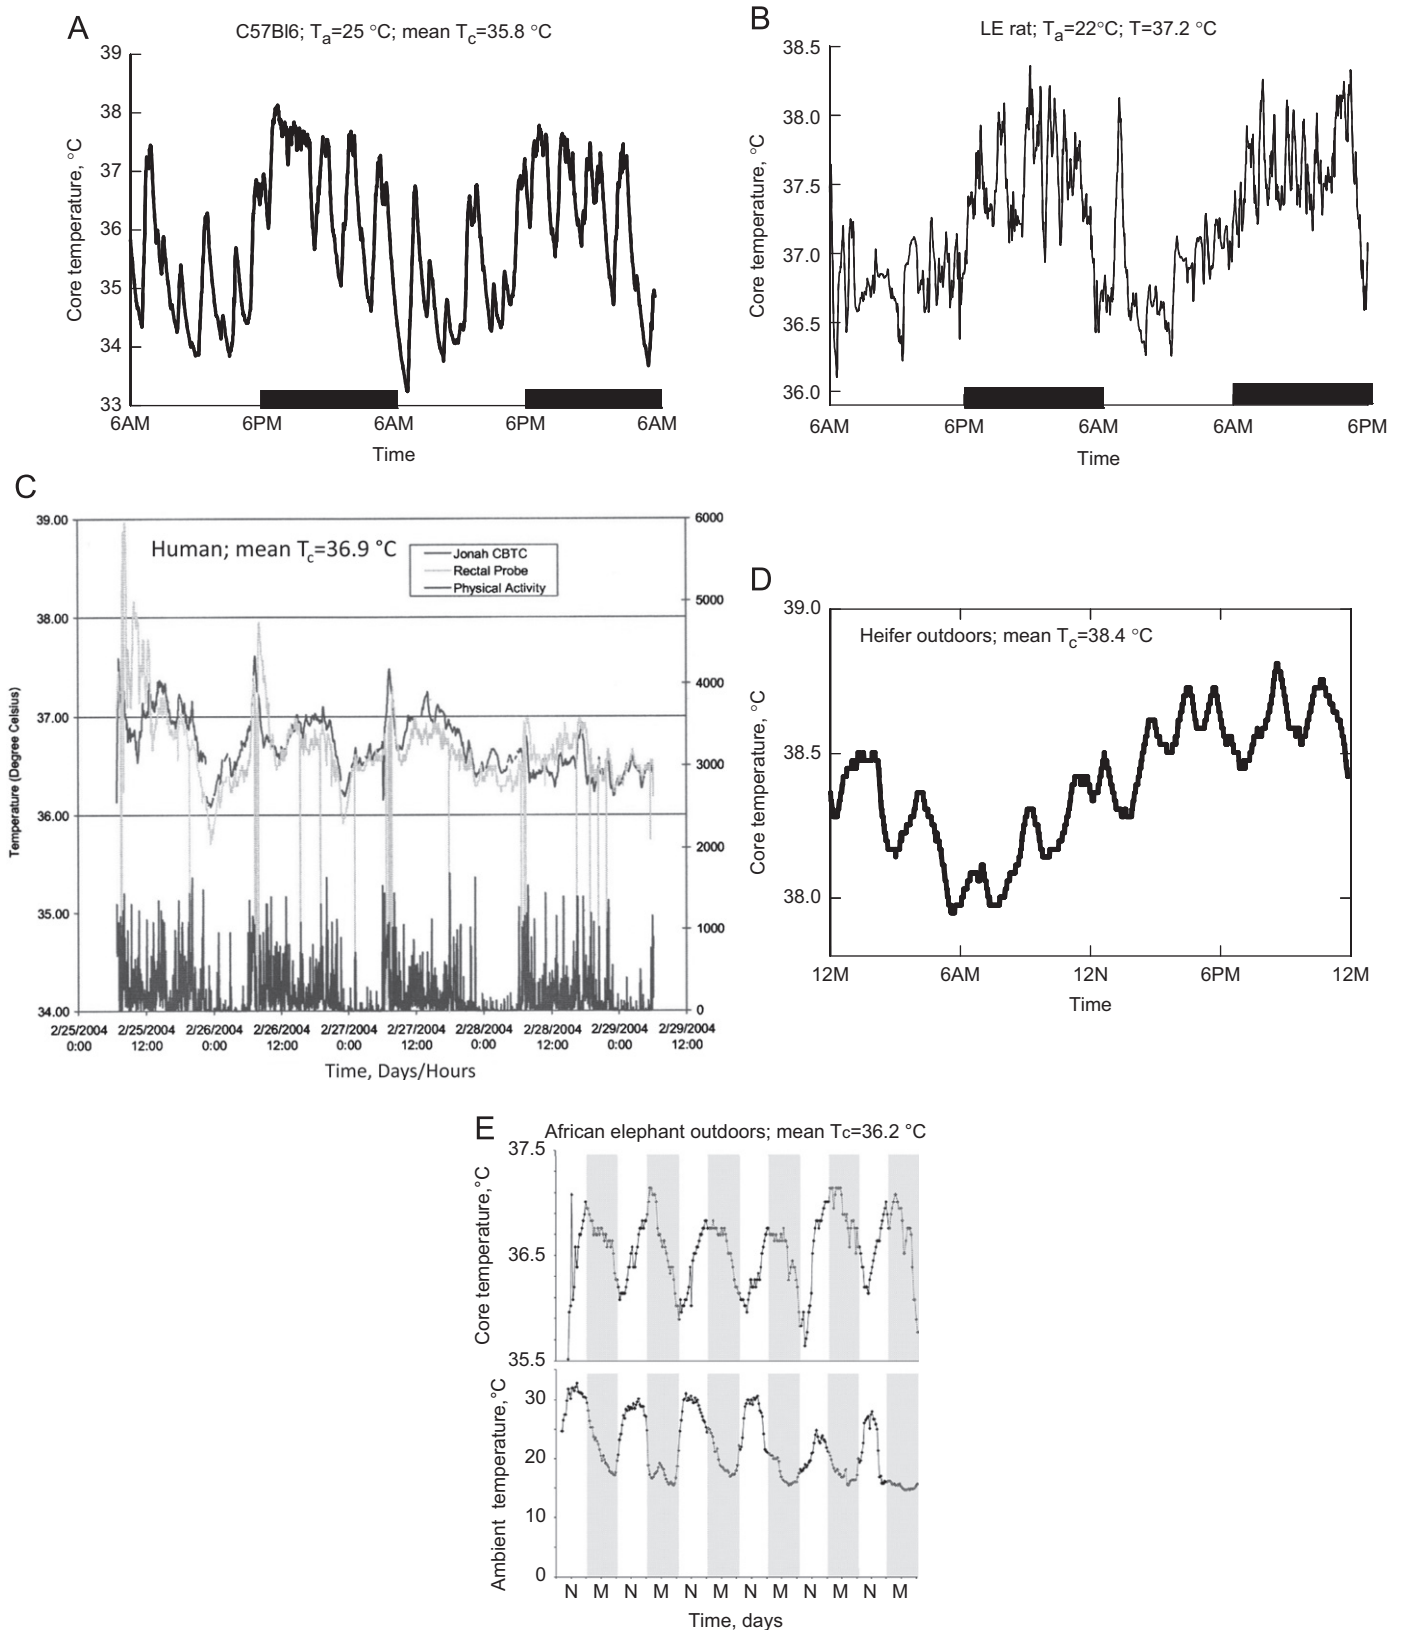 A
C57Bl6; Ta=25 °C; mean Tc=35.8 °C
39
38
37
36
35
34
33
Core temperature, °C
6AM 6PM 6AM 6PM 6AM
Time
B
LE rat; Ta=22°C; T=37.2 °C
38.5
38.0
37.5
37.0
36.5
36.0
Core temperature, °C
6AM 6PM 6AM 6AM 6PM
Time
C
Human; mean Tc=36.9 °C
Jonah CBTC
Rectal Probe
Physical Activity
39.00
38.00
37.00
36.00
35.00
34.00
Temperature (Degree Celsius)
6000
5000
4000
3000
2000
1000
0
2/25/2004 2/25/2004 2/26/2004 2/26/2004 2/27/2004 2/27/2004 2/28/2004 2/28/2004 2/29/2004 2/29/2004
0:00 12:00 0:00 12:00 0:00 12:00 0:00 12:00 0:00 12:00
Time, Days/Hours
D
Heifer outdoors; mean Tc=38.4 °C
39.0
38.5
38.0
Core temperature, °C
12M 6AM 12N 6PM 12M
Time
E
African elephant outdoors; mean Tc=36.2 °C
37.5
36.5
35.5
Core temperature,°C
30
20
10
0
Ambient temperature,°C
N M N M N M N M N M N M
Time, days